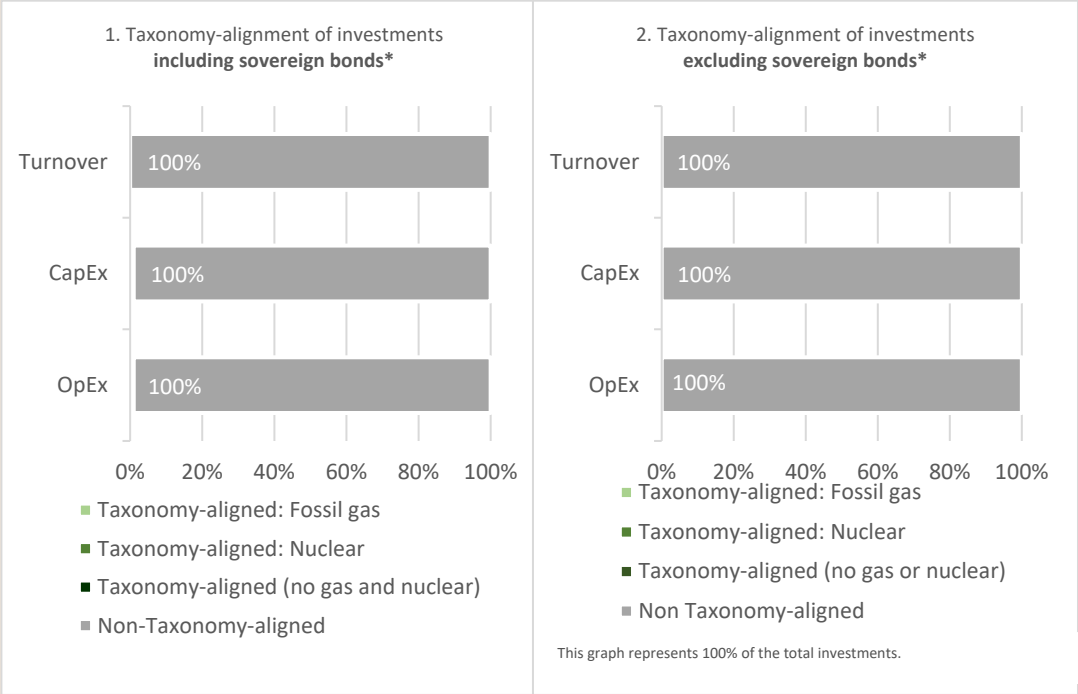 1. Taxonomy-alignment of investments
including sovereign bonds*
Turnover
100%
CapEx
100%
OpEx
100%
0% 20% 40% 60% 80% 100%
Taxonomy-aligned: Fossil gas
Taxonomy-aligned: Nuclear
Taxonomy-aligned (no gas and nuclear)
Non-Taxonomy-aligned
2. Taxonomy-alignment of investments
excluding sovereign bonds*
Turnover
100%
CapEx
100%
OpEx
100%
0% 20% 40% 60% 80% 100%
Taxonomy-aligned: Fossil gas
Taxonomy-aligned: Nuclear
Taxonomy-aligned (no gas or nuclear)
Non Taxonomy-aligned
This graph represents 100% of the total investments.